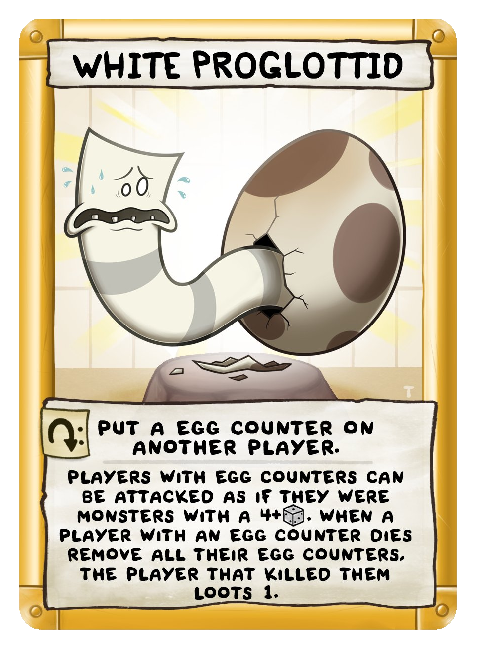 WHITE PROGLOTTID
T
: PUT A EGG COUNTER ON
ANOTHER PLAYER.
PLAYERS WITH EGG COUNTERS CAN
BE ATTACKED AS IF THEY WERE
MONSTERS WITH A 4+. WHEN A
PLAYER WITH AN EGG COUNTER DIES
REMOVE ALL THEIR EGG COUNTERS.
THE PLAYER THAT KILLED THEM
LOOTS 1.